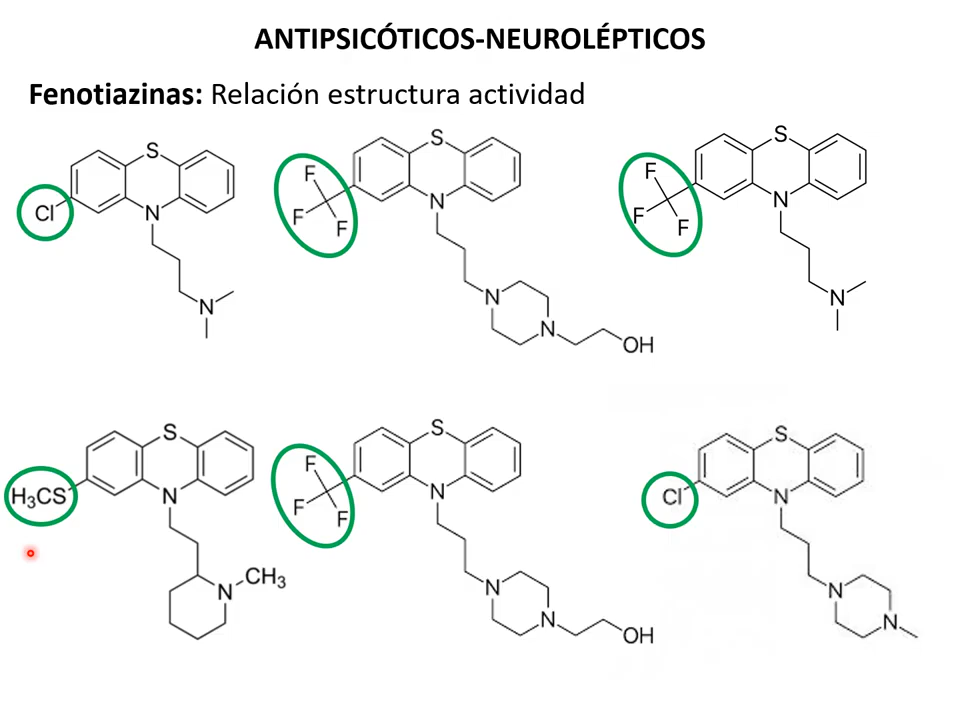 ANTIPSICÓTICOS-NEUROLÉPTICOS
Fenotiazinas: Relación estructura actividad
S
Cl
N
N
S
F
F
F
N
N
N
OH
S
F
F
F
N
N
S
H₃CS
N
N
CH₃
S
F
F
F
N
N
N
OH
S
Cl
N
N
N